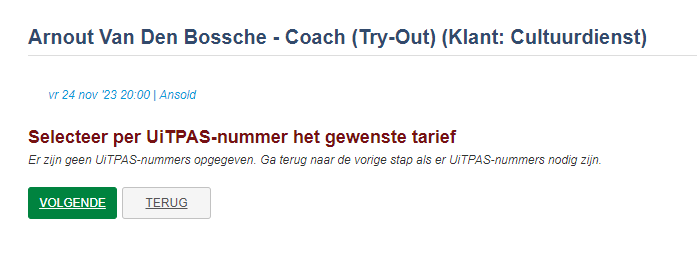 Arnout Van Den Bossche - Coach (Try-Out) (Klant: Cultuurdienst)
vr 24 nov '23 20:00 | Ansold
Selecteer per UiTPAS-nummer het gewenste tarief
Er zijn geen UiTPAS-nummers opgegeven. Ga terug naar de vorige stap als er UiTPAS-nummers nodig zijn.
VOLGENDE TERUG